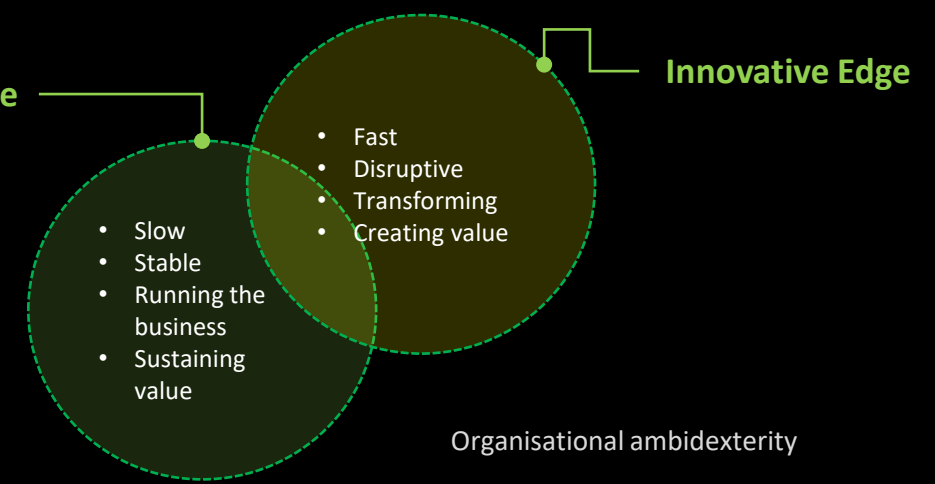 Innovative Edge
e
• Fast
• Disruptive
• Transforming
• Creating value
• Slow
• Stable
• Running the
business
• Sustaining
value
Organisational ambidexterity